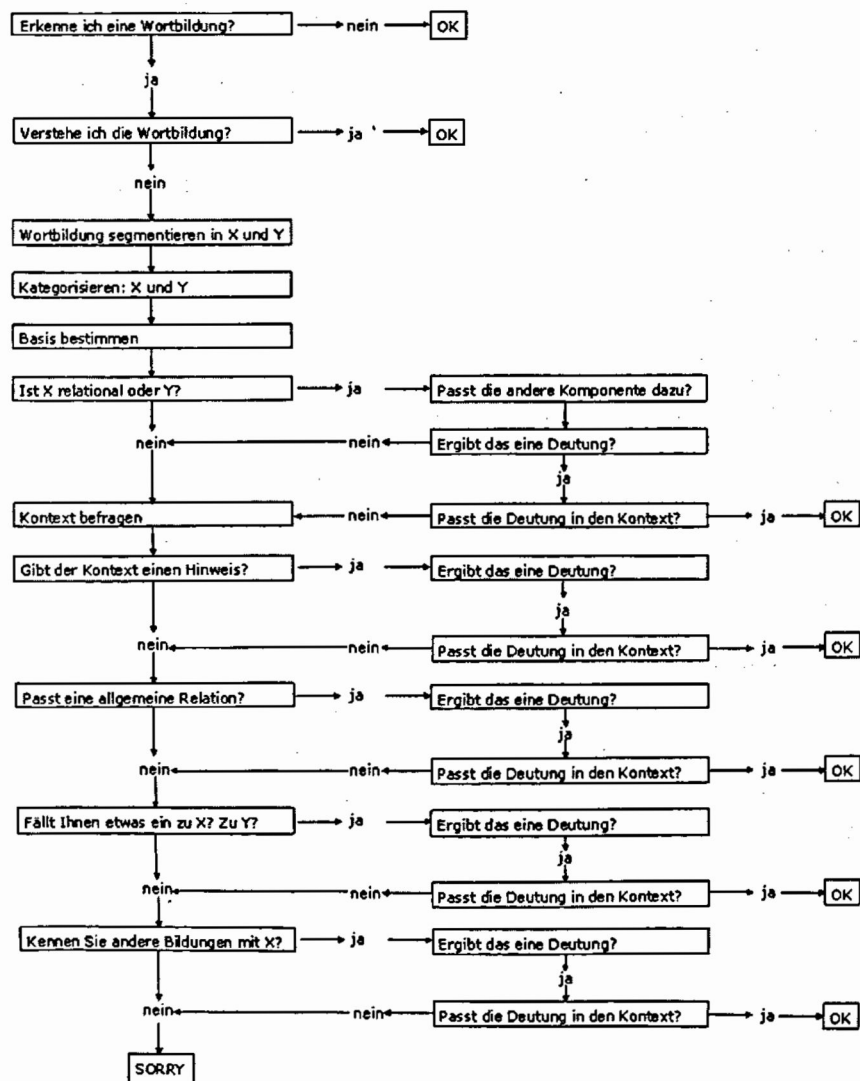 Erkenne ich eine Wortbildung? nein OK
ja
Verstehe ich die Wortbildung? ja OK
nein
Wortbildung segmentieren in X und Y
Kategorisieren: X und Y
Basis bestimmen
Ist X relational oder Y? ja Passt die andere Komponente dazu?
nein nein Ergibt das eine Deutung?
ja
Kontext befragen nein Passt die Deutung in den Kontext? ja OK
Gibt der Kontext einen Hinweis? ja Ergibt das eine Deutung?
ja
nein nein Passt die Deutung in den Kontext? ja OK
Passt eine allgemeine Relation? ja Ergibt das eine Deutung?
ja
nein nein Passt die Deutung in den Kontext? ja OK
Fällt Ihnen etwas ein zu X? Zu Y? ja Ergibt das eine Deutung?
ja
nein nein Passt die Deutung in den Kontext? ja OK
Kennen Sie andere Bildungen mit X? ja Ergibt das eine Deutung?
ja
nein nein Passt die Deutung in den Kontext? ja OK
SORRY